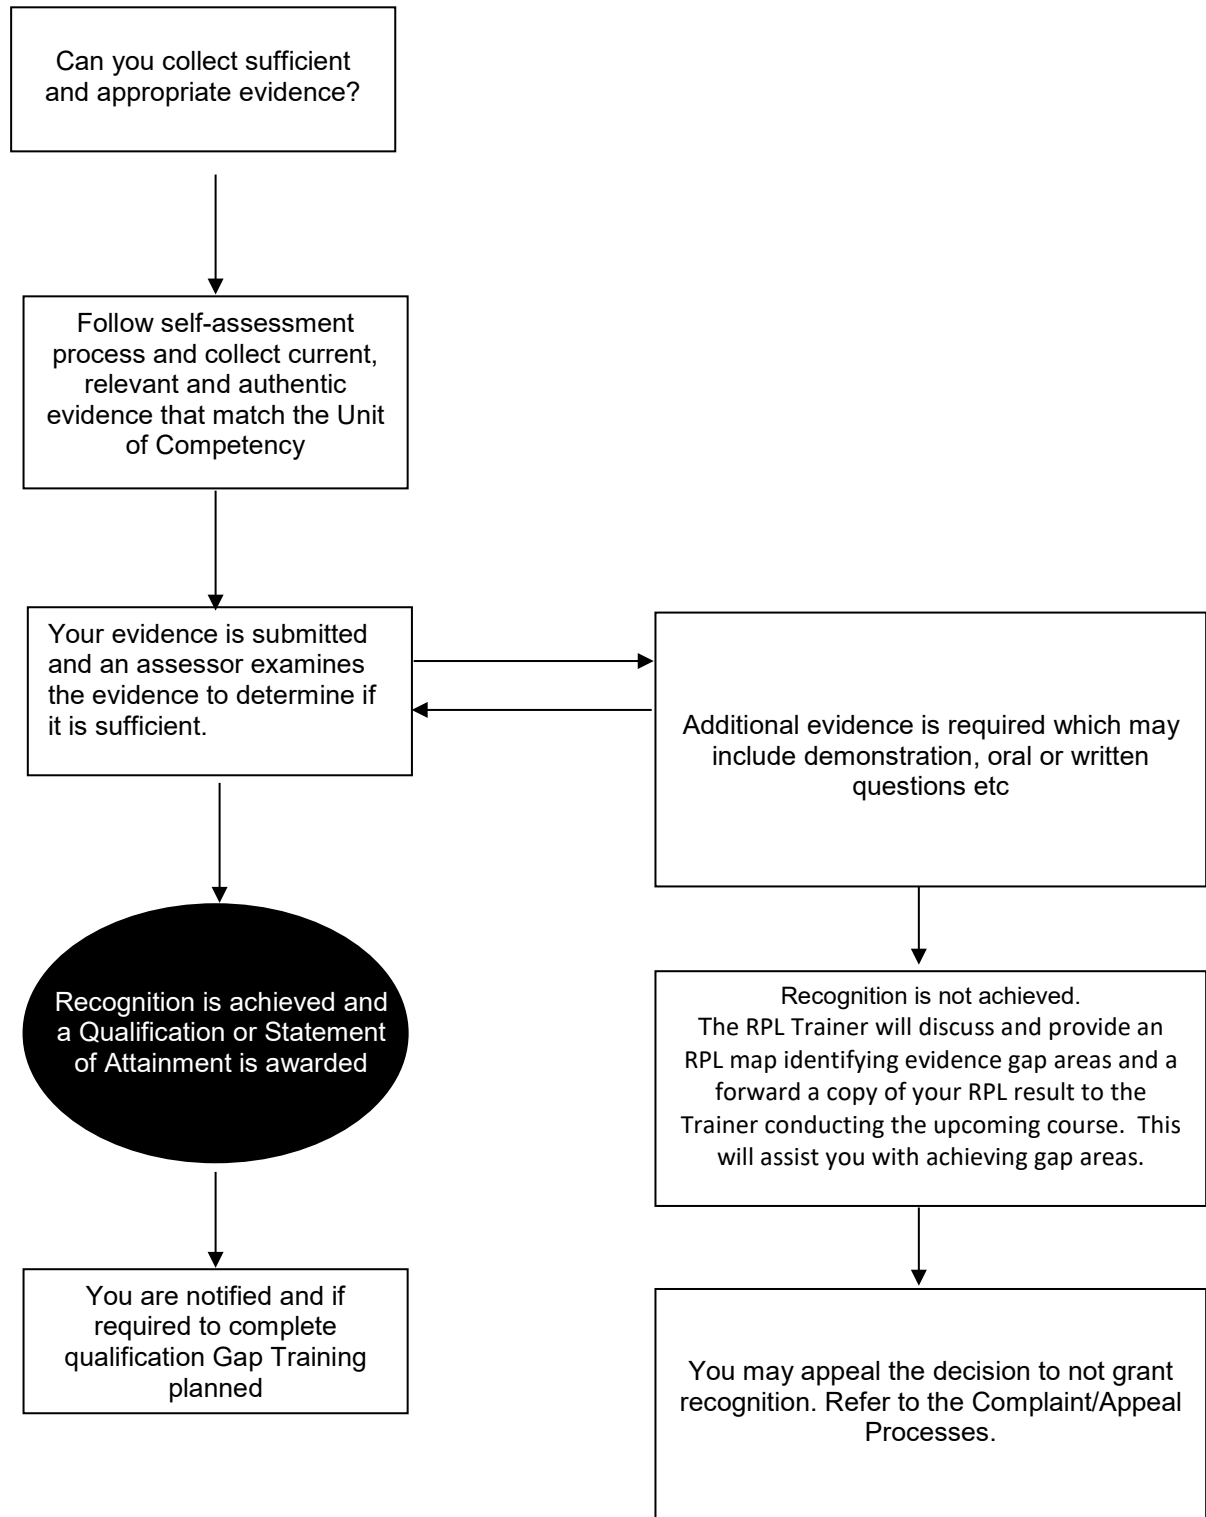 Can you collect sufficient
and appropriate evidence?
Follow self-assessment
process and collect current,
relevant and authentic
evidence that match the Unit
of Competency
Your evidence is submitted
and an assessor examines
the evidence to determine if
it is sufficient.
Additional evidence is required which may
include demonstration, oral or written
questions etc
Recognition is achieved and
a Qualification or Statement
of Attainment is awarded
Recognition is not achieved.
The RPL Trainer will discuss and provide an
RPL map identifying evidence gap areas and a
forward a copy of your RPL result to the
Trainer conducting the upcoming course.  This
will assist you with achieving gap areas.
You are notified and if
required to complete
qualification Gap Training
planned
You may appeal the decision to not grant
recognition. Refer to the Complaint/Appeal
Processes.